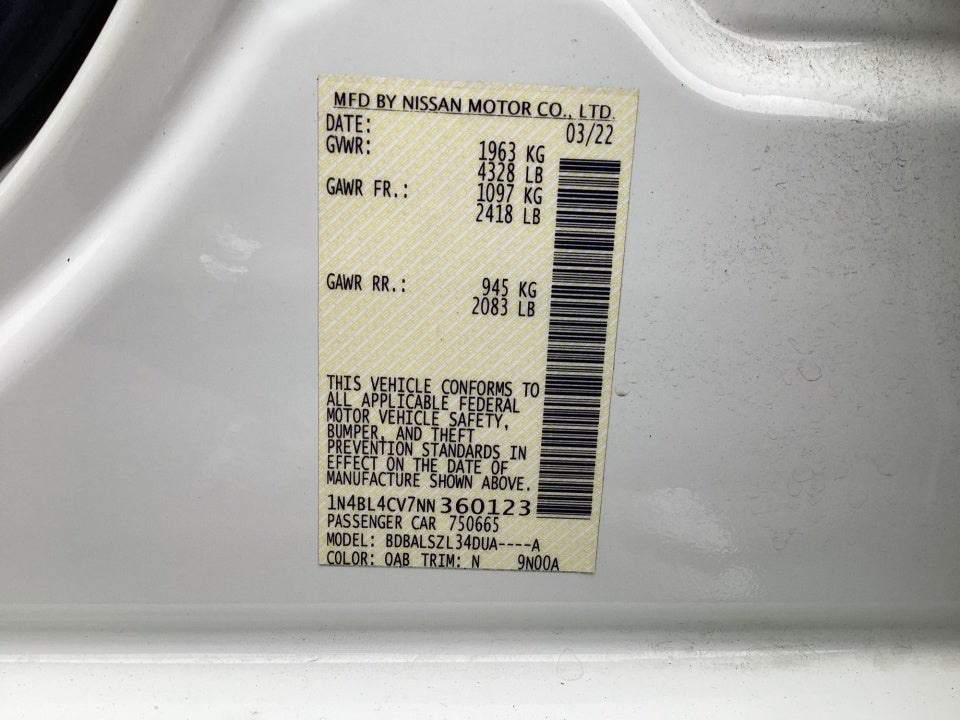 MFD BY NISSAN MOTOR CO., LTD.
DATE: 03/22
GVWR: 1963 KG
4328 LB
GAWR FR.: 1097 KG
2418 LB
GAWR RR.: 945 KG
2083 LB
THIS VEHICLE CONFORMS TO
ALL APPLICABLE FEDERAL
MOTOR VEHICLE SAFETY,
BUMPER, AND THEFT
PREVENTION STANDARDS IN
EFFECT ON THE DATE OF
MANUFACTURE SHOWN ABOVE.
1N4BL4CV7NN360123
PASSENGER CAR 750665
MODEL: BDBALSZL34DUA----A
COLOR: OAB TRIM: N 9N00A